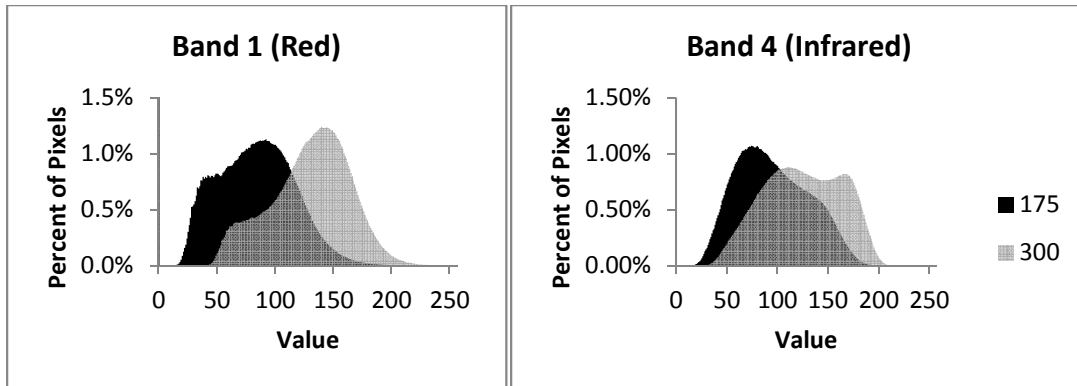 Band 1 (Red)
Percent of Pixels
1.5%
1.0%
0.5%
0.0%
0 50 100 150 200 250
Value
Band 4 (Infrared)
Percent of Pixels
1.50%
1.00%
0.50%
0.00%
0 50 100 150 200 250
Value
175
300